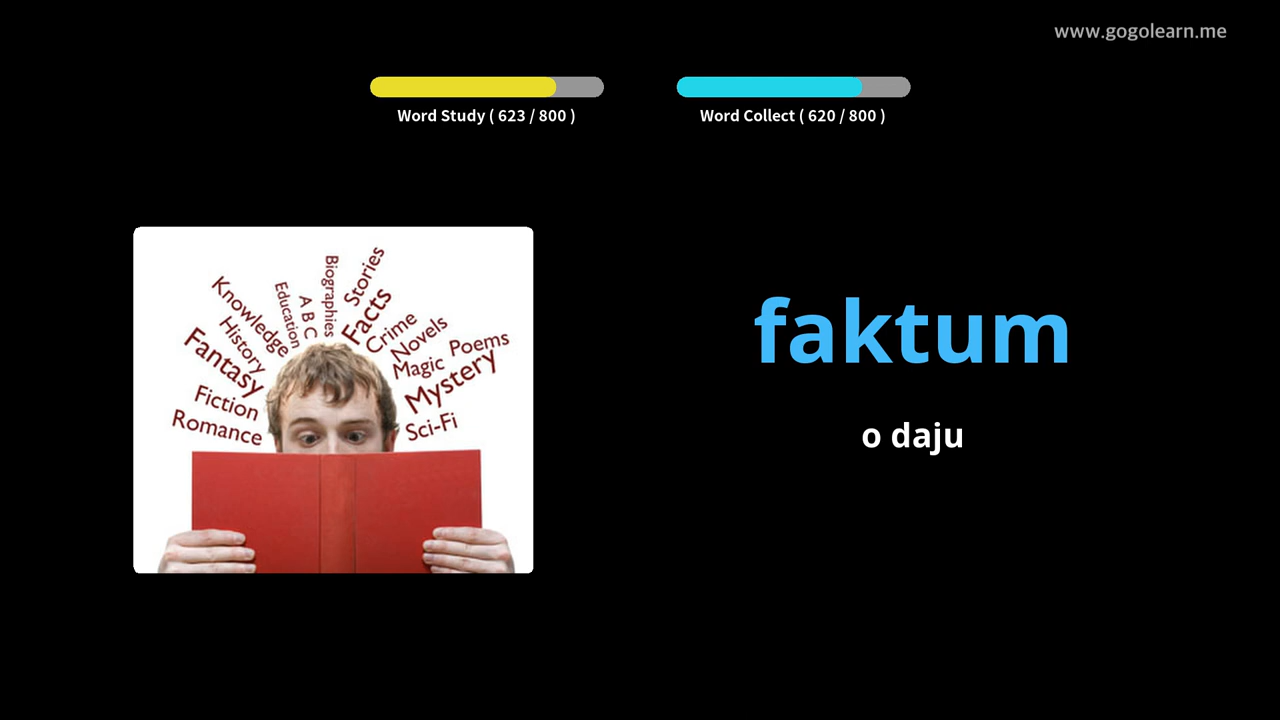 www.gogolearn.me
Word Study ( 623 / 800 )
Word Collect ( 620 / 800 )
Stories
Biographies
Facts
Education
A B C
Knowledge
History
Crime
Novels
Poems
Magic
Fantasy
Mystery
Fiction
Romance
Sci-Fi
faktum
o daju